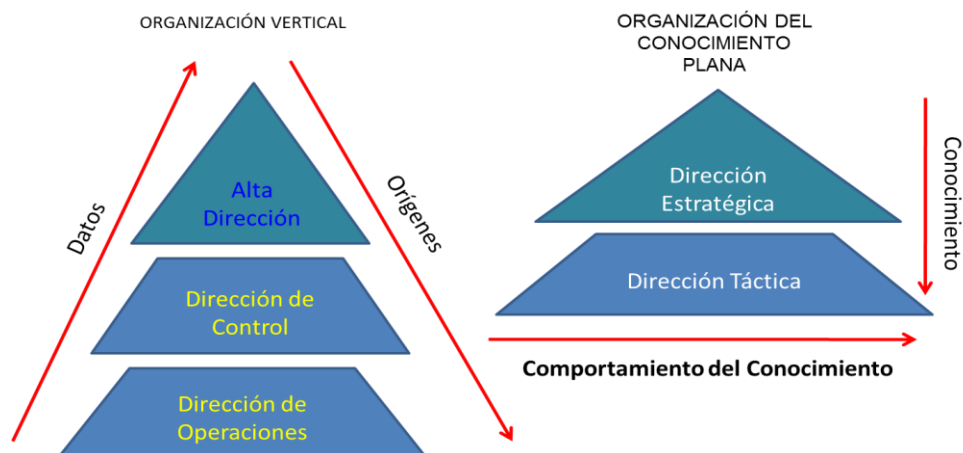 ORGANIZACIÓN VERTICAL
Datos
Orígenes
Alta
Dirección
Dirección de
Control
Dirección de
Operaciones
ORGANIZACIÓN DEL
CONOCIMIENTO
PLANA
Dirección
Estratégica
Dirección Táctica
Conocimiento
Comportamiento del Conocimiento